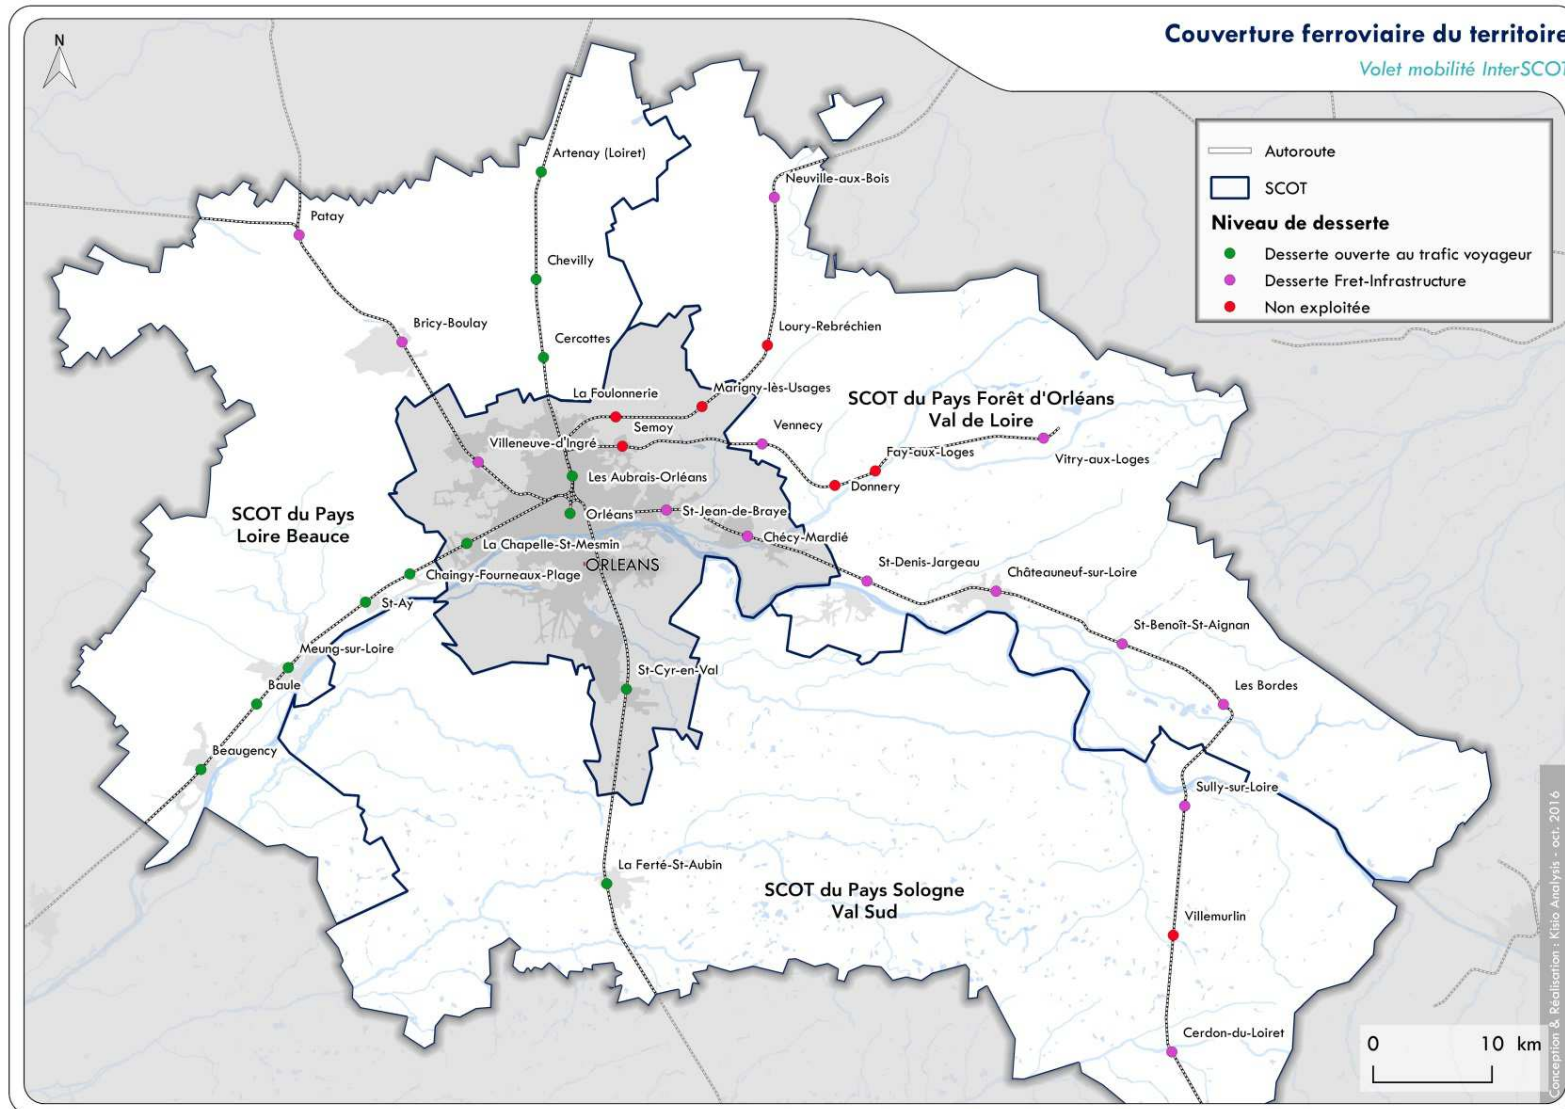 Couverture ferroviaire du territoire
Volet mobilité InterSCOT
N
Autoroute
SCOT
Niveau de desserte
Desserte ouverte au trafic voyageur
Desserte Fret-Infrastructure
Non exploitée
Artenay (Loiret)
Neuville-aux-Bois
Patay
Chevilly
Bricy-Boulay
Cercottes
Loury-Rebréchien
La Foulonnerie
Marigny-lès-Usages
SCOT du Pays Forêt d'Orléans
Val de Loire
Semoy
Vennecy
Villeneuve-d'Ingré
Fay-aux-Loges
Vitry-aux-Loges
Les Aubrais-Orléans
Donnery
SCOT du Pays
Loire Beauce
Orléans
St-Jean-de-Braye
Chécy-Mardié
La Chapelle-St-Mesmin
ORLEANS
St-Denis-Jargeau
Chaingy-Fourneaux-Plage
Châteauneuf-sur-Loire
St-Ay
St-Benoît-St-Aignan
Meung-sur-Loire
St-Cyr-en-Val
Baule
Les Bordes
Beaugency
Sully-sur-Loire
La Ferté-St-Aubin
SCOT du Pays Sologne
Val Sud
Villemurlin
Cerdon-du-Loiret
0 10 km
Conception & Réalisation : Kisio Analysis - oct. 2016